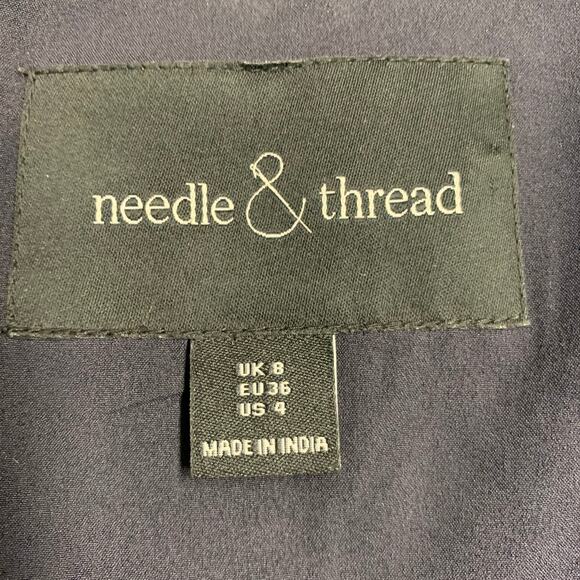 needle & thread
UK 8
EU 36
US 4
MADE IN INDIA